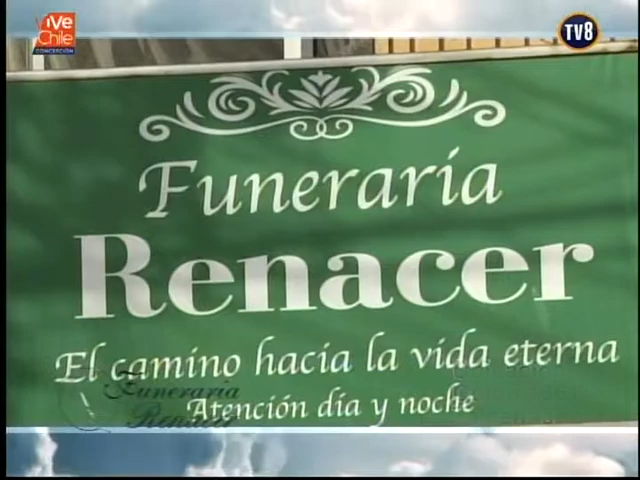 ViVe
Chile
CONCEPCIÓN
TV8
Funeraria
Renacer
El camino hacia la vida eterna
Atención día y noche
Funeraria
Renacer